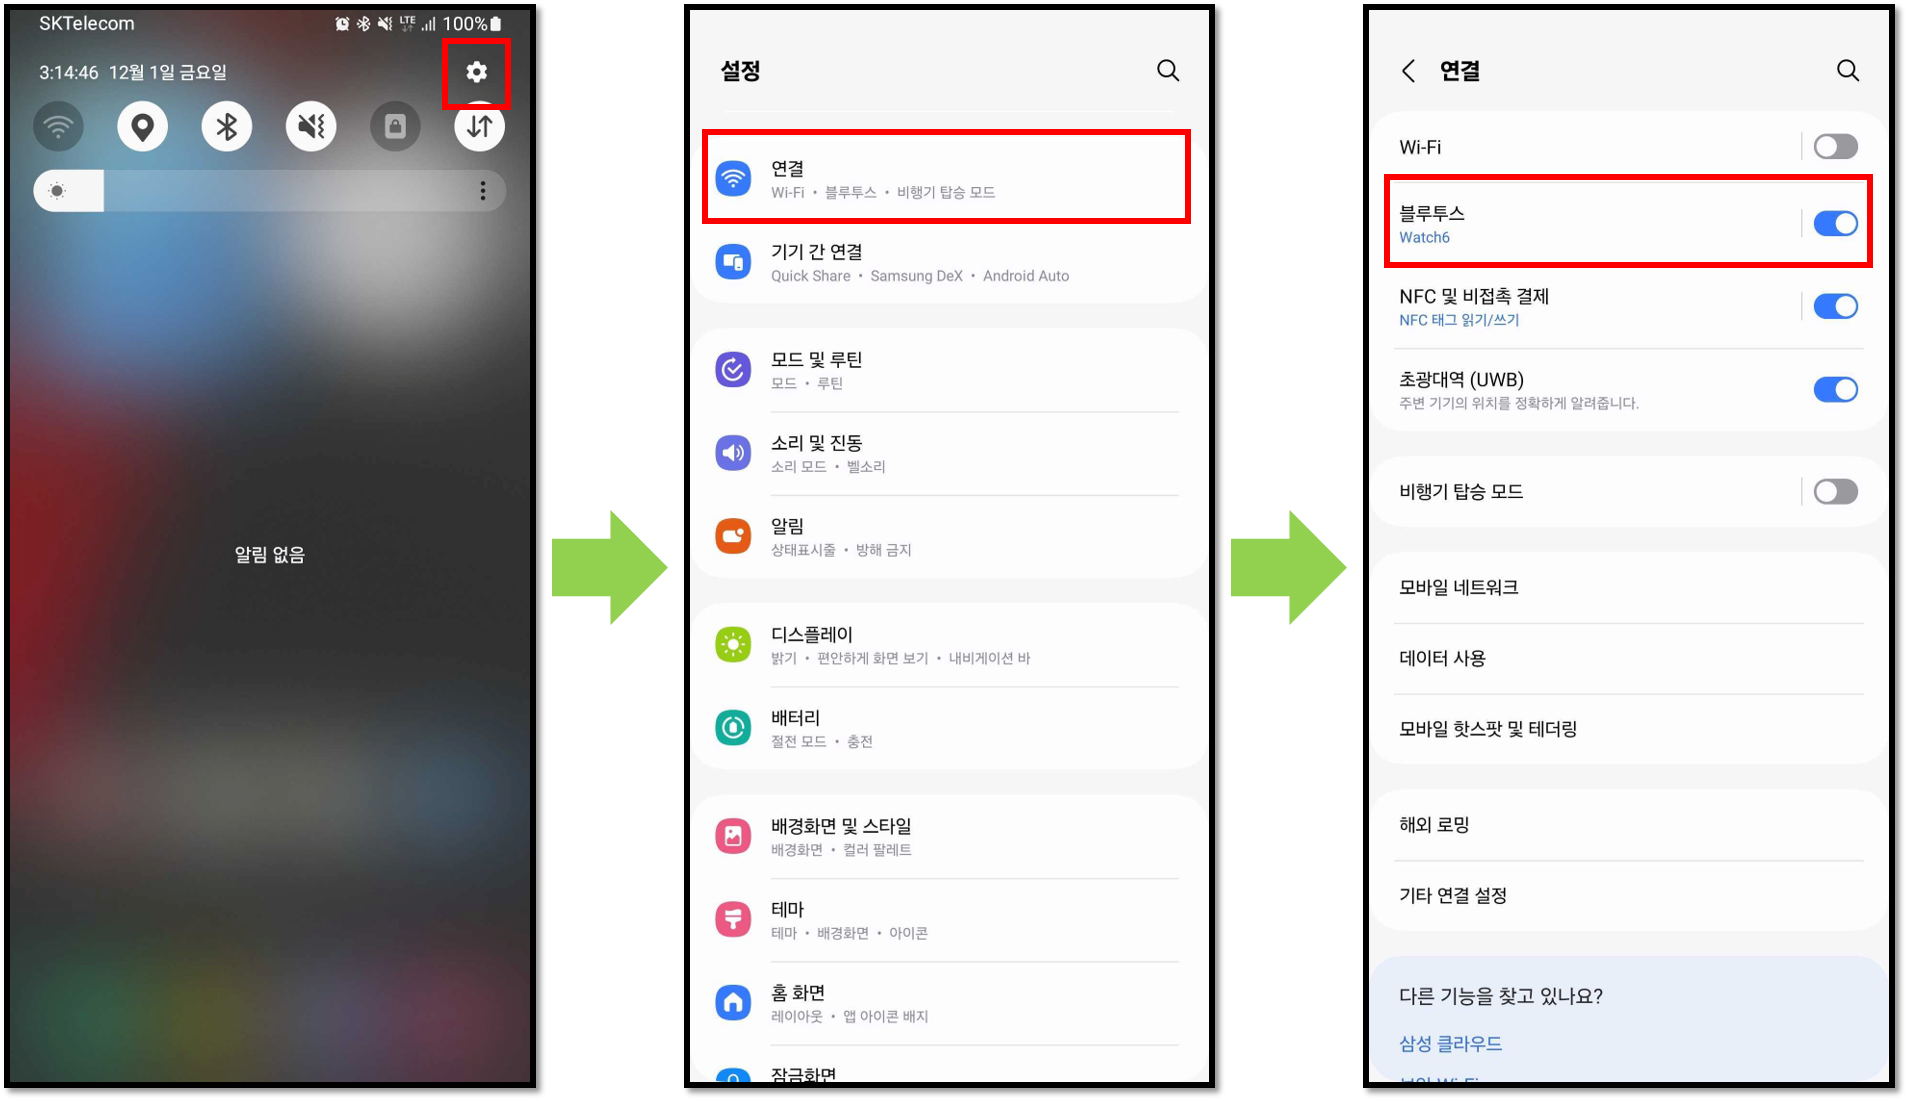 SKTelecom
LTE
100%
3:14:46 12월 1일 금요일
알림 없음
설정
연결
Wi-Fi • 블루투스 • 비행기 탑승 모드
기기 간 연결
Quick Share • Samsung DeX • Android Auto
모드 및 루틴
모드 • 루틴
소리 및 진동
소리 모드 • 벨소리
알림
상태표시줄 • 방해 금지
디스플레이
밝기 • 편안하게 화면 보기 • 내비게이션 바
배터리
절전 모드 • 충전
배경화면 및 스타일
배경화면 • 컬러 팔레트
테마
테마 • 배경화면 • 아이콘
홈 화면
레이아웃 • 앱 아이콘 배지
잠금화면
연결
Wi-Fi
블루투스
Watch6
NFC 및 비접촉 결제
NFC 태그 읽기/쓰기
초광대역 (UWB)
주변 기기의 위치를 정확하게 알려줍니다.
비행기 탑승 모드
모바일 네트워크
데이터 사용
모바일 핫스팟 및 테더링
해외 로밍
기타 연결 설정
다른 기능을 찾고 있나요?
삼성 클라우드